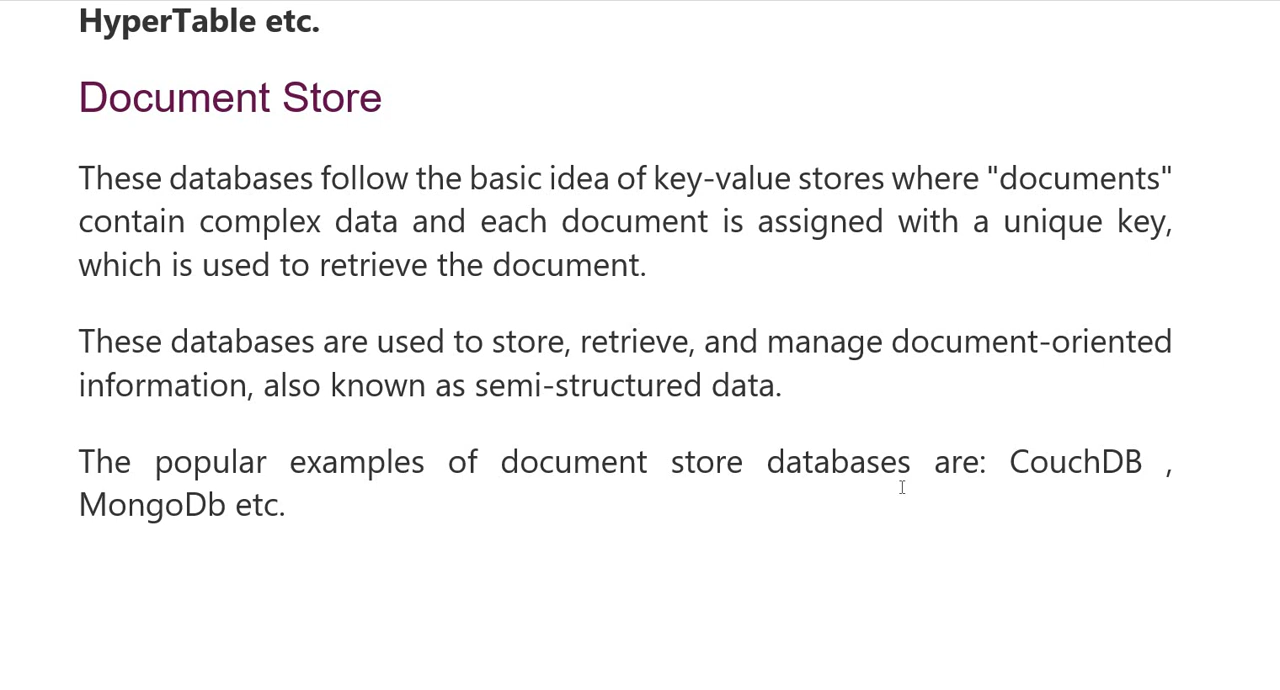 HyperTable etc.
Document Store
These databases follow the basic idea of key-value stores where "documents"
contain complex data and each document is assigned with a unique key,
which is used to retrieve the document.
These databases are used to store, retrieve, and manage document-oriented
information, also known as semi-structured data.
The popular examples of document store databases are: CouchDB ,
MongoDb etc.